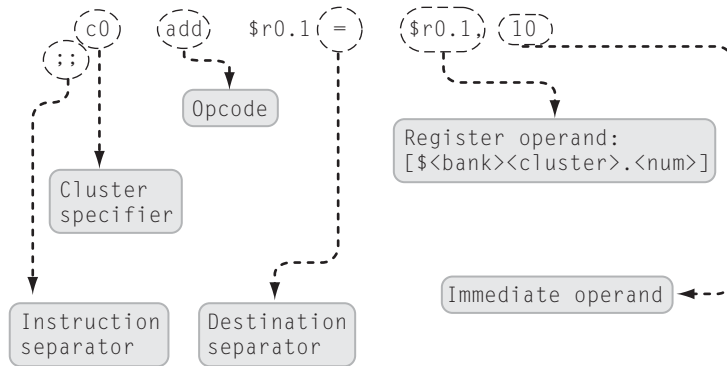 c0 add $r0.1 = $r0.1, 10
;;
Opcode
Register operand:
[$<bank><cluster>.<num>]
Cluster
specifier
Immediate operand
Instruction
separator
Destination
separator